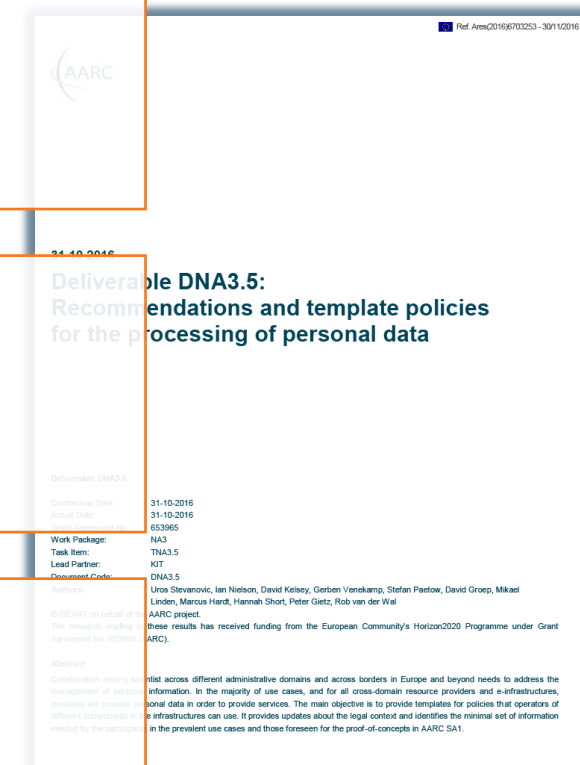 Ref. Ares(2016)6703253 - 30/11/2016
AARC
31-10-2016
Deliverable DNA3.5:
Recommendations and template policies
for the processing of personal data
Deliverable DNA3.5
Contractual Date: 31-10-2016
Actual Date: 31-10-2016
Grant Agreement No.: 653965
Work Package: NA3
Task Item: TNA3.5
Lead Partner: KIT
Document Code: DNA3.5
Authors: Uros Stevanovic, Ian Nielson, David Kelsey, Gerben Venekamp, Stefan Paetow, David Groep, Mikael
Linden, Marcus Hardt, Hannah Short, Peter Gietz, Rob van der Wal
© GÉANT on behalf of the AARC project.
The research leading to these results has received funding from the European Community's Horizon2020 Programme under Grant
Agreement No. 653965 (AARC).
Abstract
Collaboration among scientist across different administrative domains and across borders in Europe and beyond needs to address the
management of personal information. In the majority of use cases, and for all cross-domain resource providers and e-infrastructures,
providers will process personal data in order to provide services. The main objective is to provide templates for policies that operators of
different components in the infrastructures can use. It provides updates about the legal context and identifies the minimal set of information
needed by the participants in the prevalent use cases and those foreseen for the proof-of-concepts in AARC SA1.